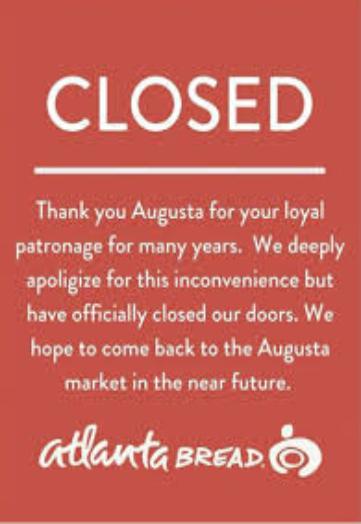 CLOSED
Thank you Augusta for your loyal
patronage for many years. We deeply
apoligize for this inconvenience but
have officially closed our doors. We
hope to come back to the Augusta
market in the near future.
atlanta BREAD